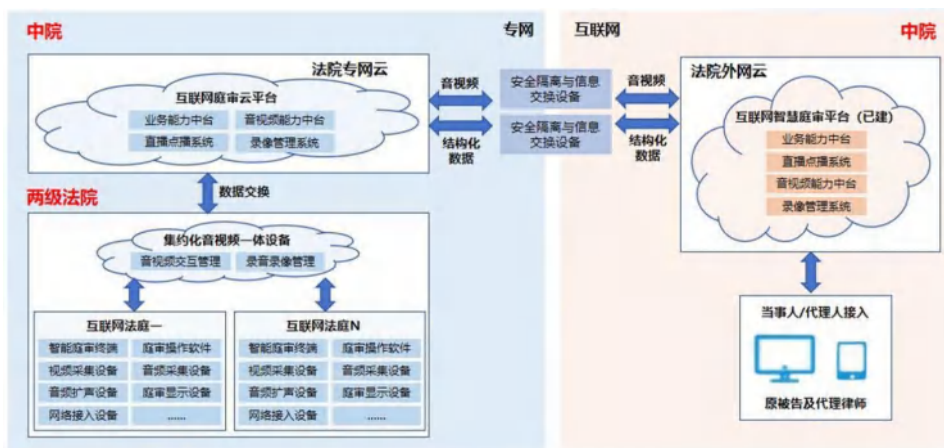 中院
专网
互联网
中院
法院专网云
互联网庭审云平台
业务能力中台
音视频能力中台
直播点播系统
录像管理系统
音视频
结构化
数据
安全隔离与信息
交换设备
安全隔离与信息
交换设备
音视频
结构化
数据
法院外网云
互联网智慧庭审平台（已建）
业务能力中台
直播点播系统
音视频能力中台
录像管理系统
数据交换
两级法院
集约化音视频一体设备
音视频交互管理
录音录像管理
互联网法庭一
智能庭审终端
庭审操作软件
视频采集设备
音频采集设备
音频扩声设备
庭审显示设备
网络接入设备
......
互联网法庭N
智能庭审终端
庭审操作软件
视频采集设备
音频采集设备
音频扩声设备
庭审显示设备
网络接入设备
......
当事人/代理人接入
原被告及代理律师